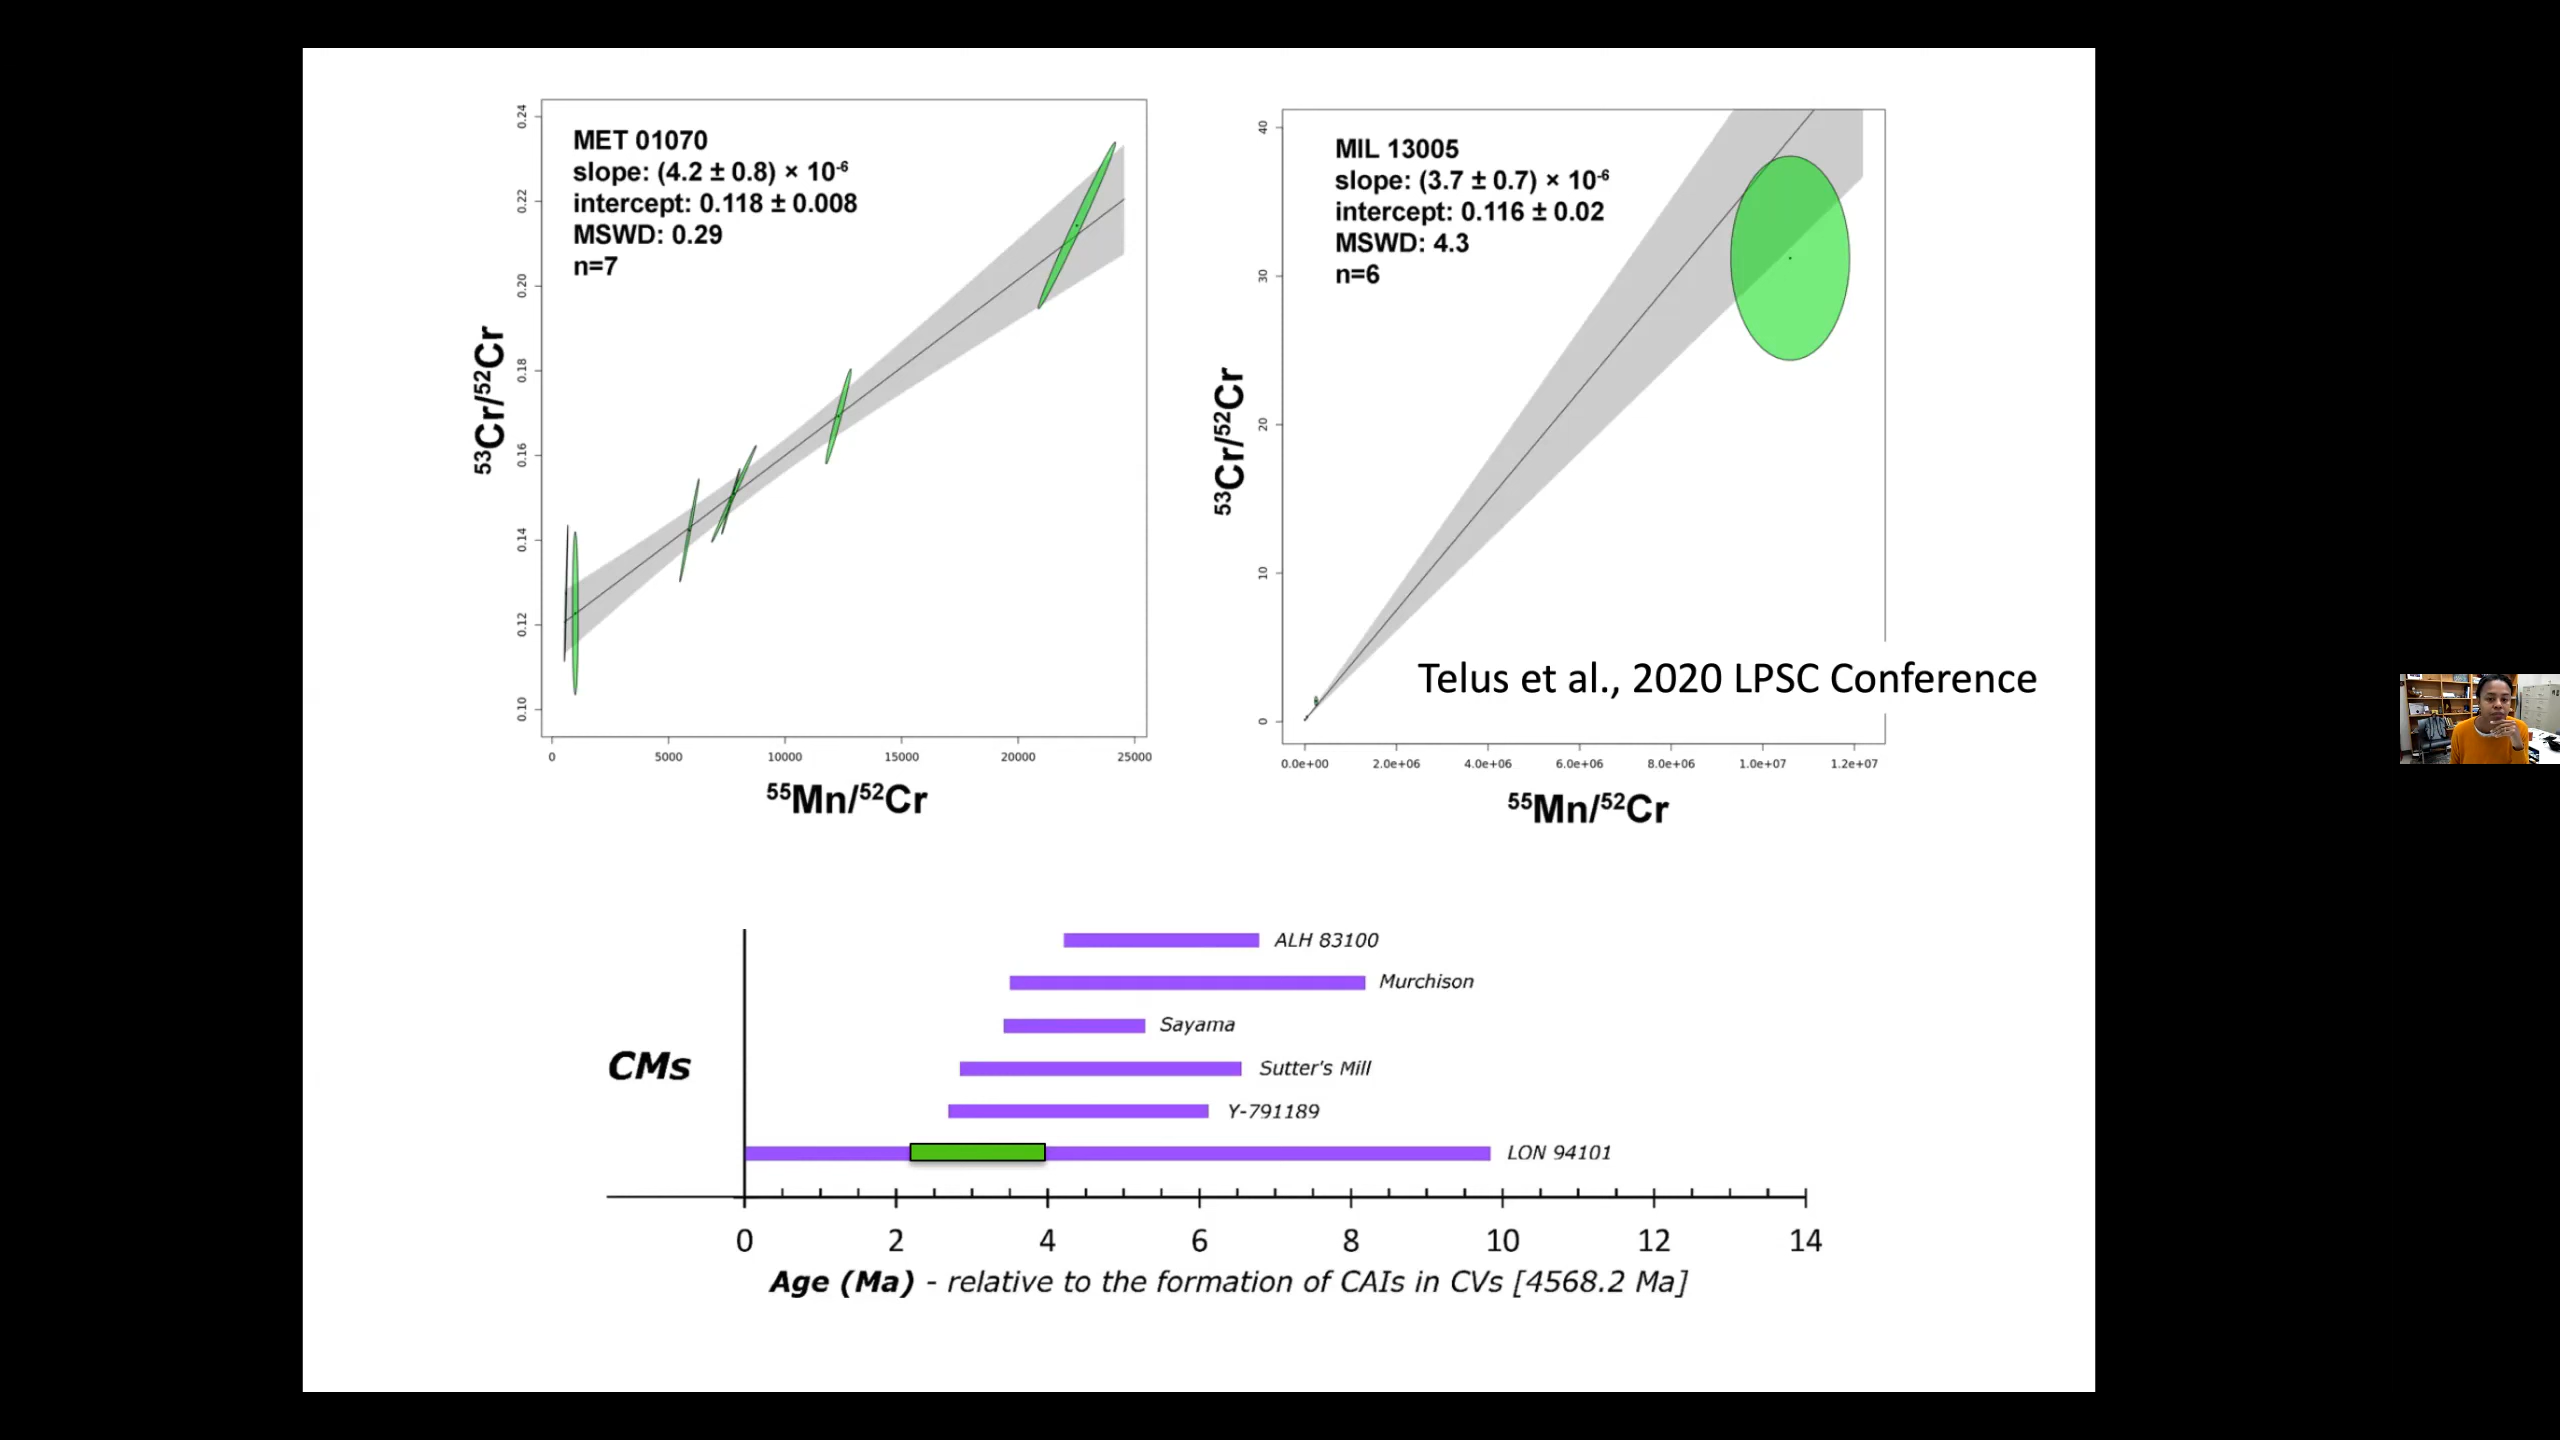 MET 01070
slope: (4.2 ± 0.8) × 10⁻⁶
intercept: 0.118 ± 0.008
MSWD: 0.29
n=7
0.24
0.22
0.20
0.18
0.16
0.14
0.12
0.10
⁵³Cr/⁵²Cr
0 5000 10000 15000 20000 25000
⁵⁵Mn/⁵²Cr
MIL 13005
slope: (3.7 ± 0.7) × 10⁻⁶
intercept: 0.116 ± 0.02
MSWD: 4.3
n=6
40
30
20
10
0
⁵³Cr/⁵²Cr
Telus et al., 2020 LPSC Conference
0.0e+00 2.0e+06 4.0e+06 6.0e+06 8.0e+06 1.0e+07 1.2e+07
⁵⁵Mn/⁵²Cr
CMs
ALH 83100
Murchison
Sayama
Sutter's Mill
Y-791189
LON 94101
0 2 4 6 8 10 12 14
Age (Ma) - relative to the formation of CAIs in CVs [4568.2 Ma]